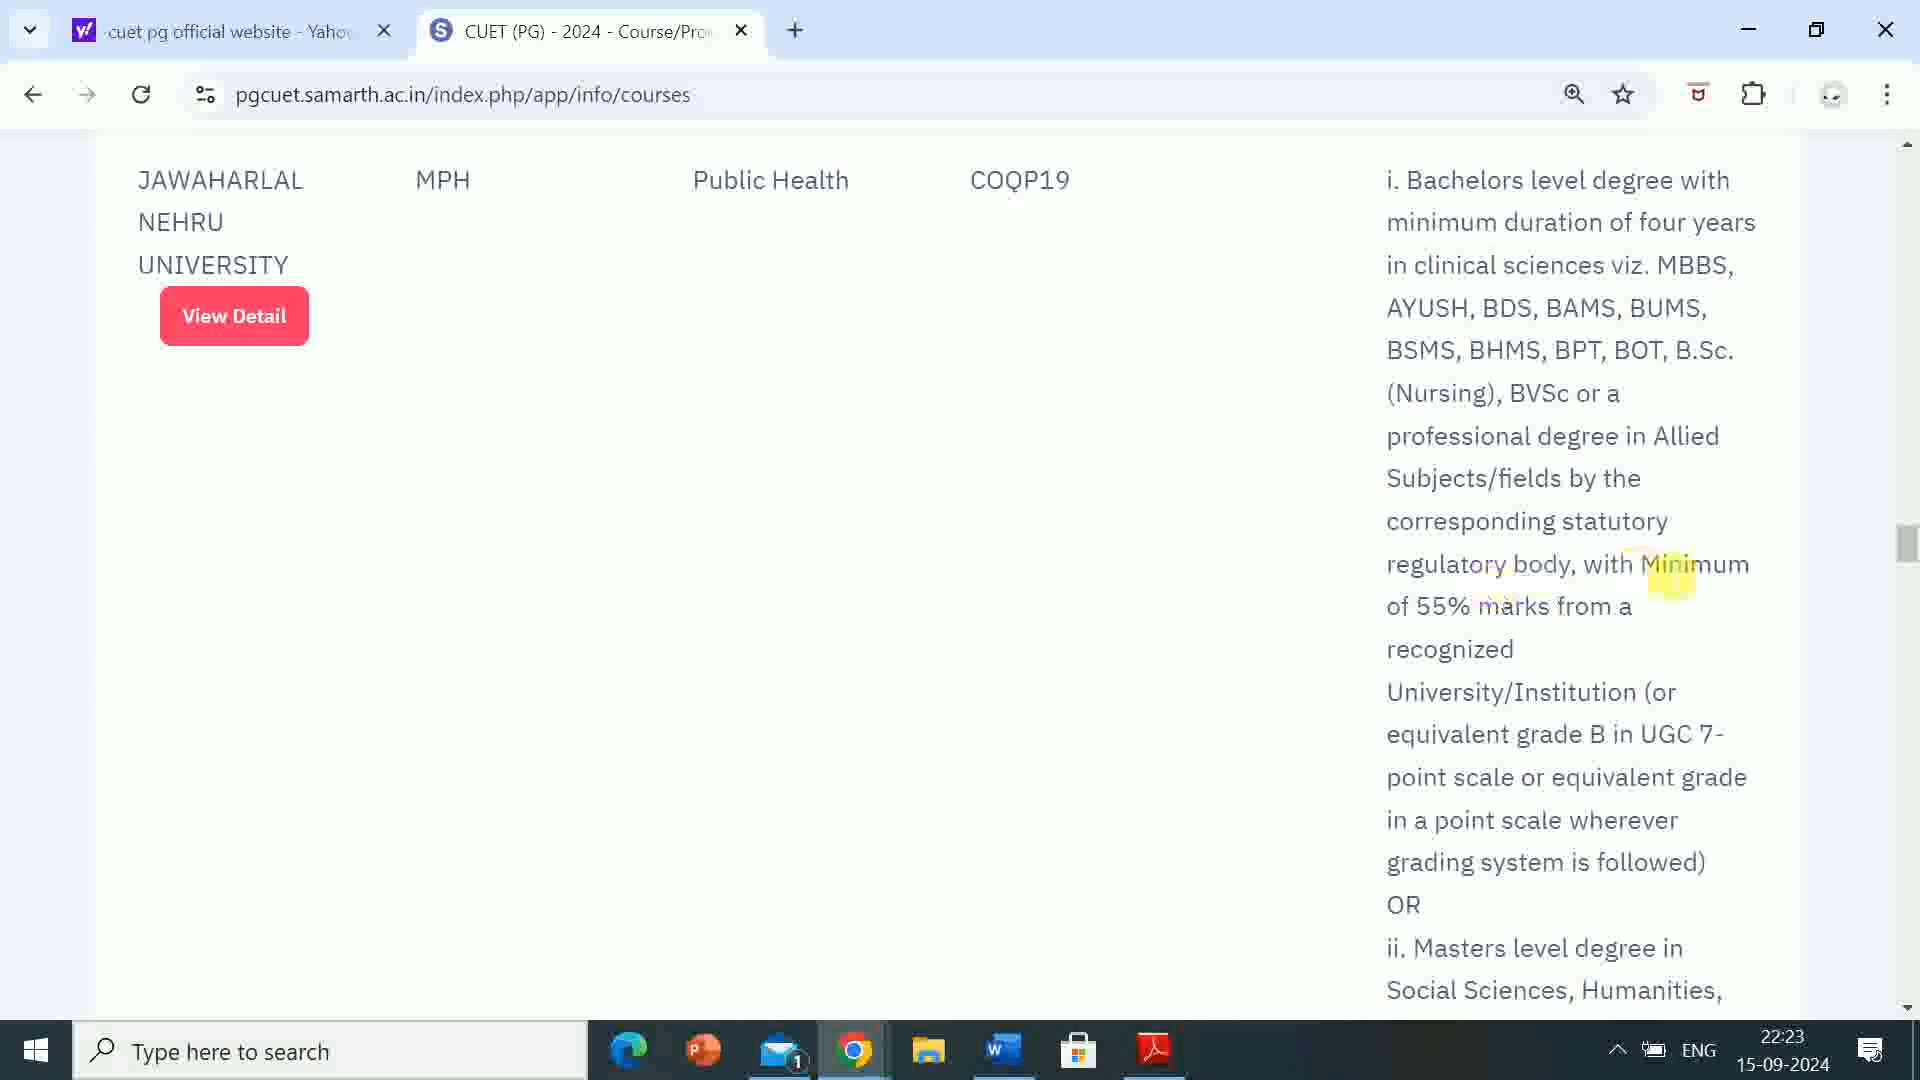 cuet pg official website - Yahoo
CUET (PG) - 2024 - Course/Pro
pgcuet.samarth.ac.in/index.php/app/info/courses
JAWAHARLAL
NEHRU
UNIVERSITY
View Detail
MPH
Public Health
COQP19
i. Bachelors level degree with
minimum duration of four years
in clinical sciences viz. MBBS,
AYUSH, BDS, BAMS, BUMS,
BSMS, BHMS, BPT, BOT, B.Sc.
(Nursing), BVSc or a
professional degree in Allied
Subjects/fields by the
corresponding statutory
regulatory body, with Minimum
of 55% marks from a
recognized
University/Institution (or
equivalent grade B in UGC 7-
point scale or equivalent grade
in a point scale wherever
grading system is followed)
OR
ii. Masters level degree in
Social Sciences, Humanities,
Type here to search
1
ENG
22:23
15-09-2024